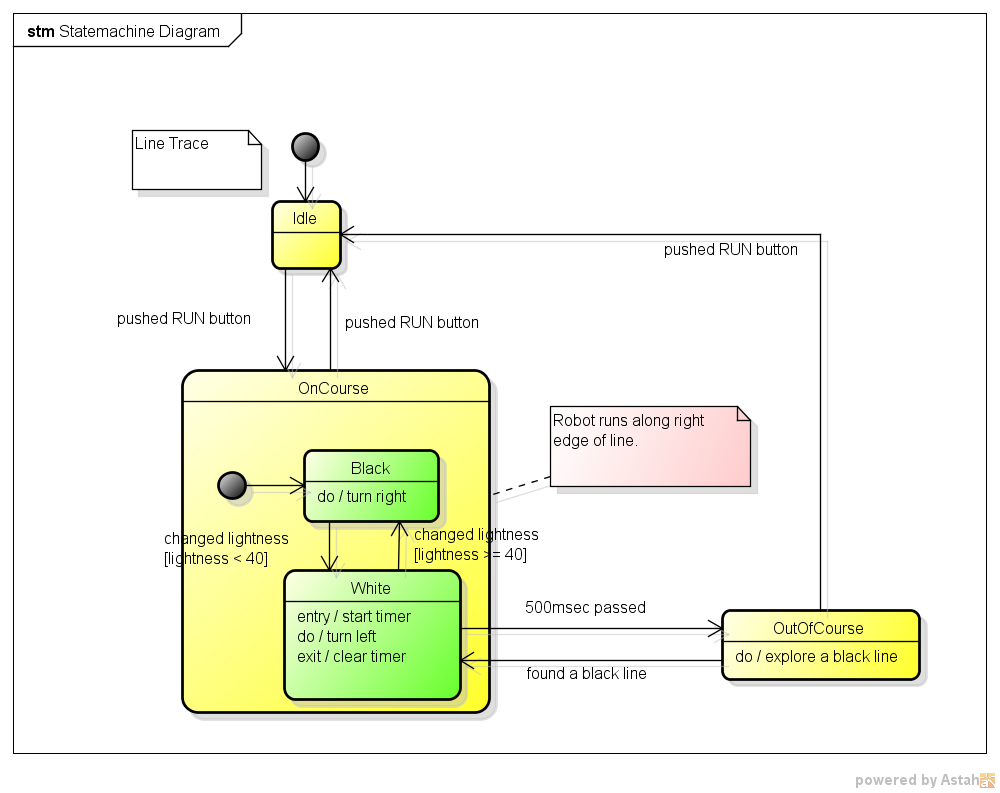 stm Statemachine Diagram
Line Trace
Idle
pushed RUN button
pushed RUN button
pushed RUN button
OnCourse
Robot runs along right
edge of line.
Black
do / turn right
changed lightness
[lightness < 40]
changed lightness
[lightness >= 40]
White
entry / start timer
do / turn left
exit / clear timer
500msec passed
found a black line
OutOfCourse
do / explore a black line
powered by Astah